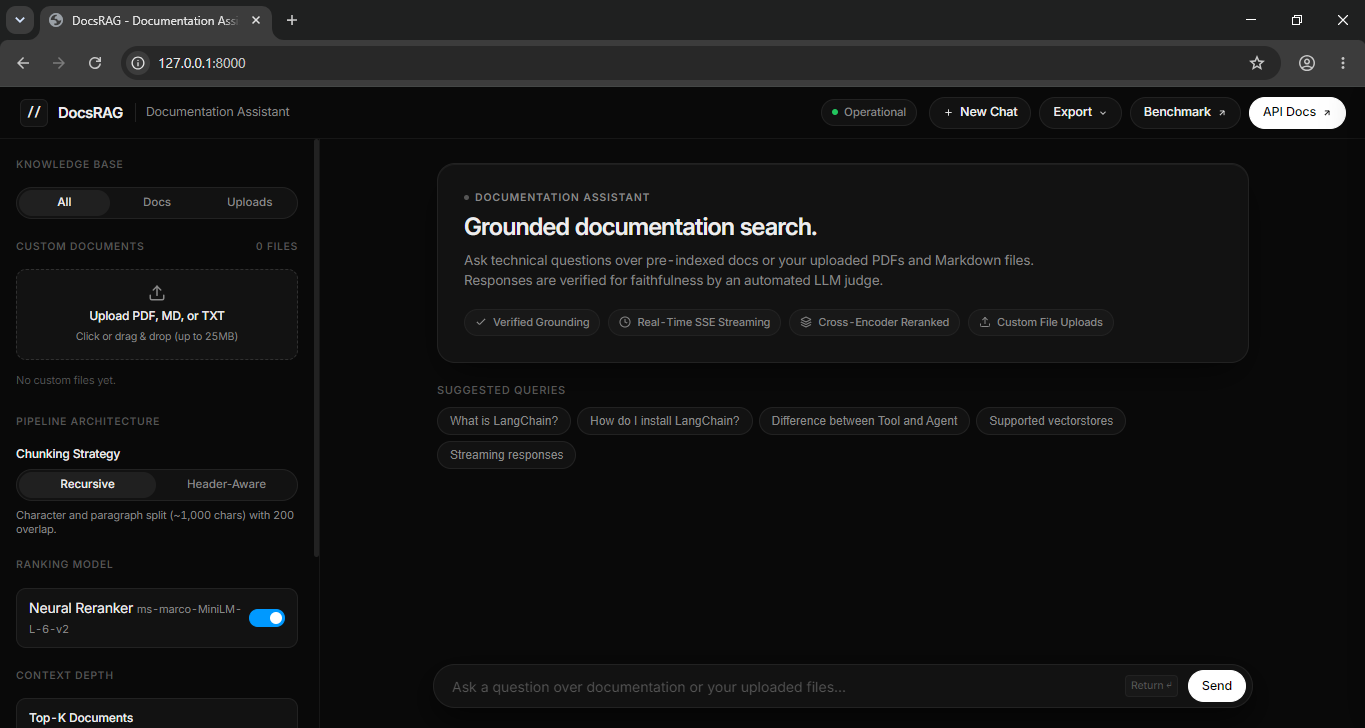 DocsRAG - Documentation Assi
127.0.0.1:8000
// DocsRAG Documentation Assistant
Operational
+ New Chat
Export
Benchmark ↗
API Docs ↗
KNOWLEDGE BASE
All Docs Uploads
CUSTOM DOCUMENTS 0 FILES
Upload PDF, MD, or TXT
Click or drag & drop (up to 25MB)
No custom files yet.
PIPELINE ARCHITECTURE
Chunking Strategy
Recursive Header-Aware
Character and paragraph split (~1,000 chars) with 200
overlap.
RANKING MODEL
Neural Reranker ms-marco-MiniLM-
L-6-v2
CONTEXT DEPTH
Top-K Documents
DOCUMENTATION ASSISTANT
Grounded documentation search.
Ask technical questions over pre-indexed docs or your uploaded PDFs and Markdown files.
Responses are verified for faithfulness by an automated LLM judge.
Verified Grounding Real-Time SSE Streaming Cross-Encoder Reranked Custom File Uploads
SUGGESTED QUERIES
What is LangChain? How do I install LangChain? Difference between Tool and Agent Supported vectorstores
Streaming responses
Ask a question over documentation or your uploaded files...
Return ↵
Send